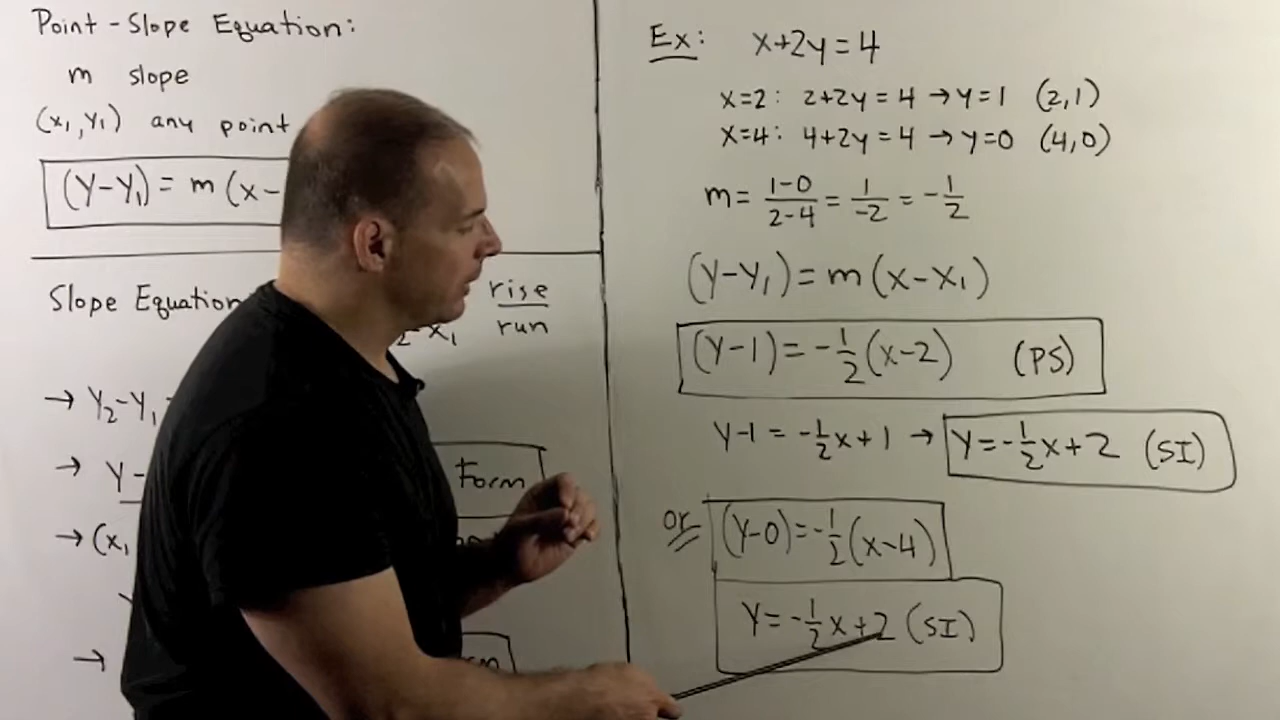 Point-Slope Equation:
m slope
(x₁, y₁) any point
(y-y₁) = m (x-
Slope Equation
rise
run
₂-x₁
→ y₂-y₁
→ y-
Form
→ (x₁
y
→
Ex: x+2y=4
x=2: 2+2y=4 → y=1 (2,1)
x=4: 4+2y=4 → y=0 (4,0)
m = (1-0)/(2-4) = 1/-2 = -1/2
(y-y₁) = m (x-x₁)
(y-1) = -1/2 (x-2) (PS)
y-1 = -1/2 x+1 → y = -1/2 x+2 (SI)
or (y-0) = -1/2 (x-4)
y = -1/2 x+2 (SI)